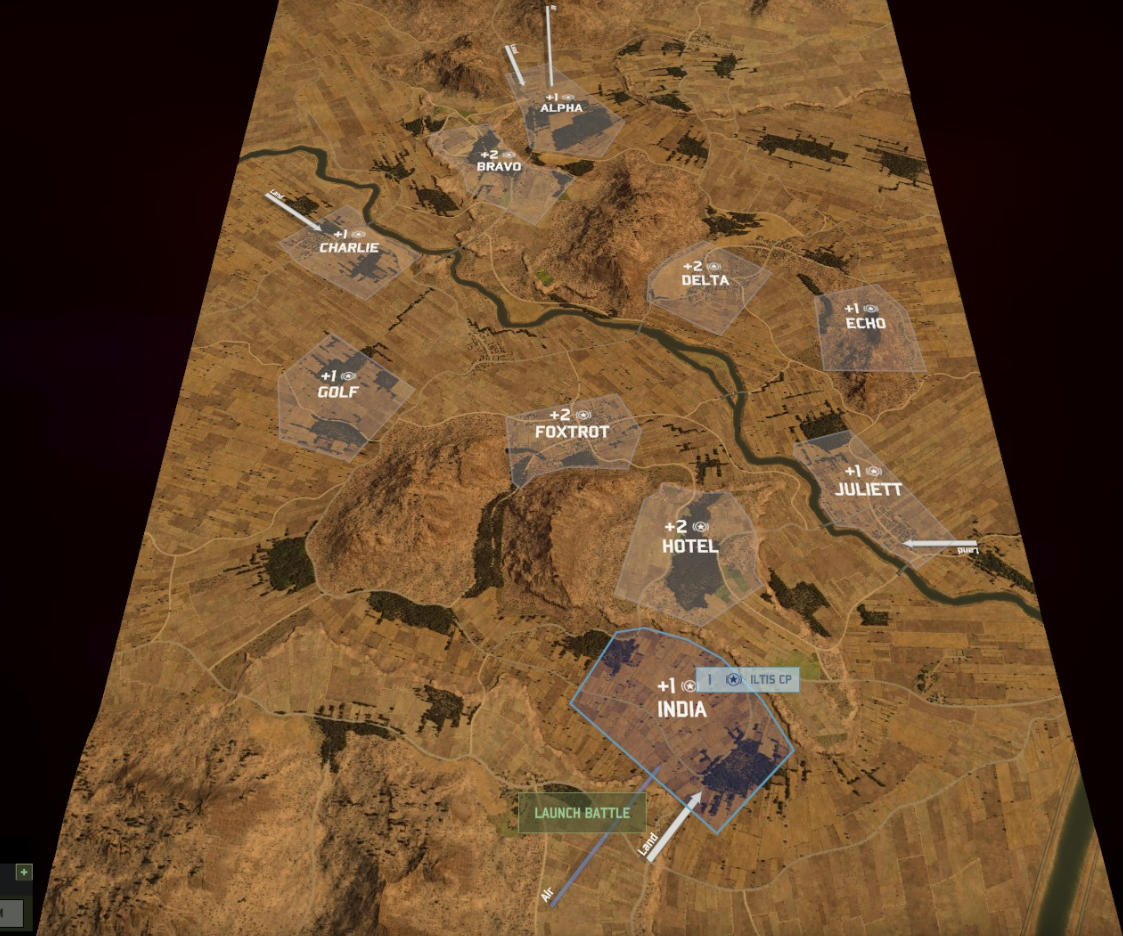 +1
ALPHA
+2
BRAVO
Land
+1
CHARLIE
+2
DELTA
+1
ECHO
+1
GOLF
+2
FOXTROT
+1
JULIETT
+2
HOTEL
Land
+1
INDIA
1 ILTIS CP
LAUNCH BATTLE
Land
Air
+
M